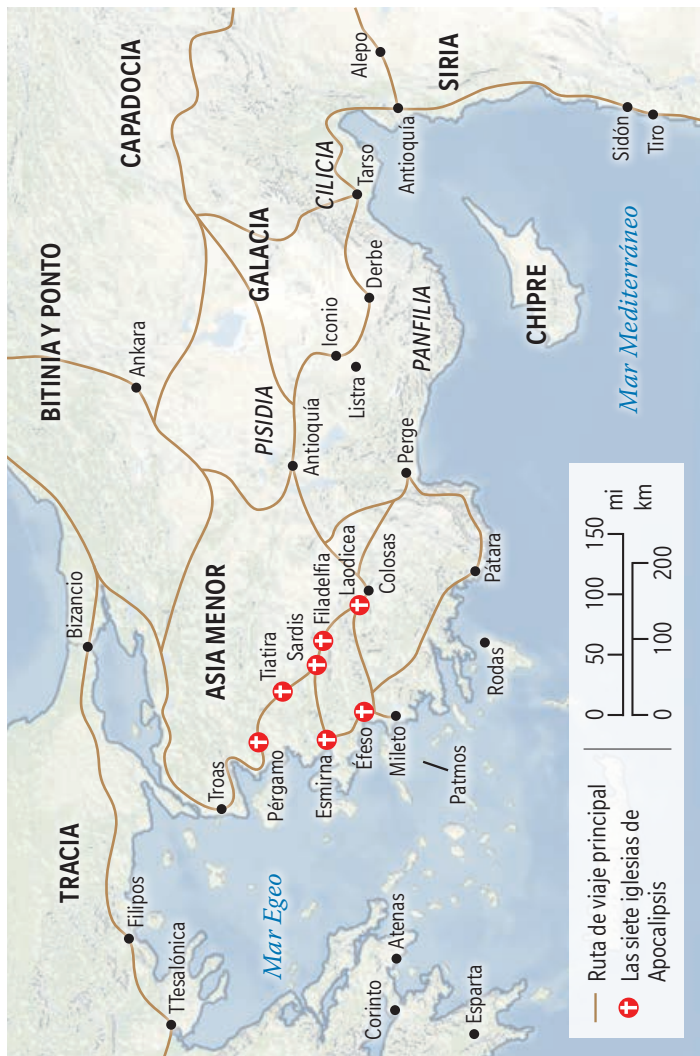 TRACIA
BITINIA Y PONTO
CAPADOCIA
Filipos
TTesalónica
Bizancio
Ankara
Troas
ASIA MENOR
GALACIA
Pérgamo
Tiatira
Sardis
Filadelfia
Laodicea
Colosas
Esmirna
Éfeso
Mileto
Patmos
PISIDIA
Antioquía
Iconio
Listra
Derbe
CILICIA
Tarso
Alepo
Antioquía
SIRIA
PANFILIA
Perge
Pátara
Rodas
Mar Egeo
Atenas
Corinto
Esparta
CHIPRE
Mar Mediterráneo
Sidón
Tiro
Ruta de viaje principal
Las siete iglesias de
Apocalipsis
0 50 100 150 mi
0 100 200 km